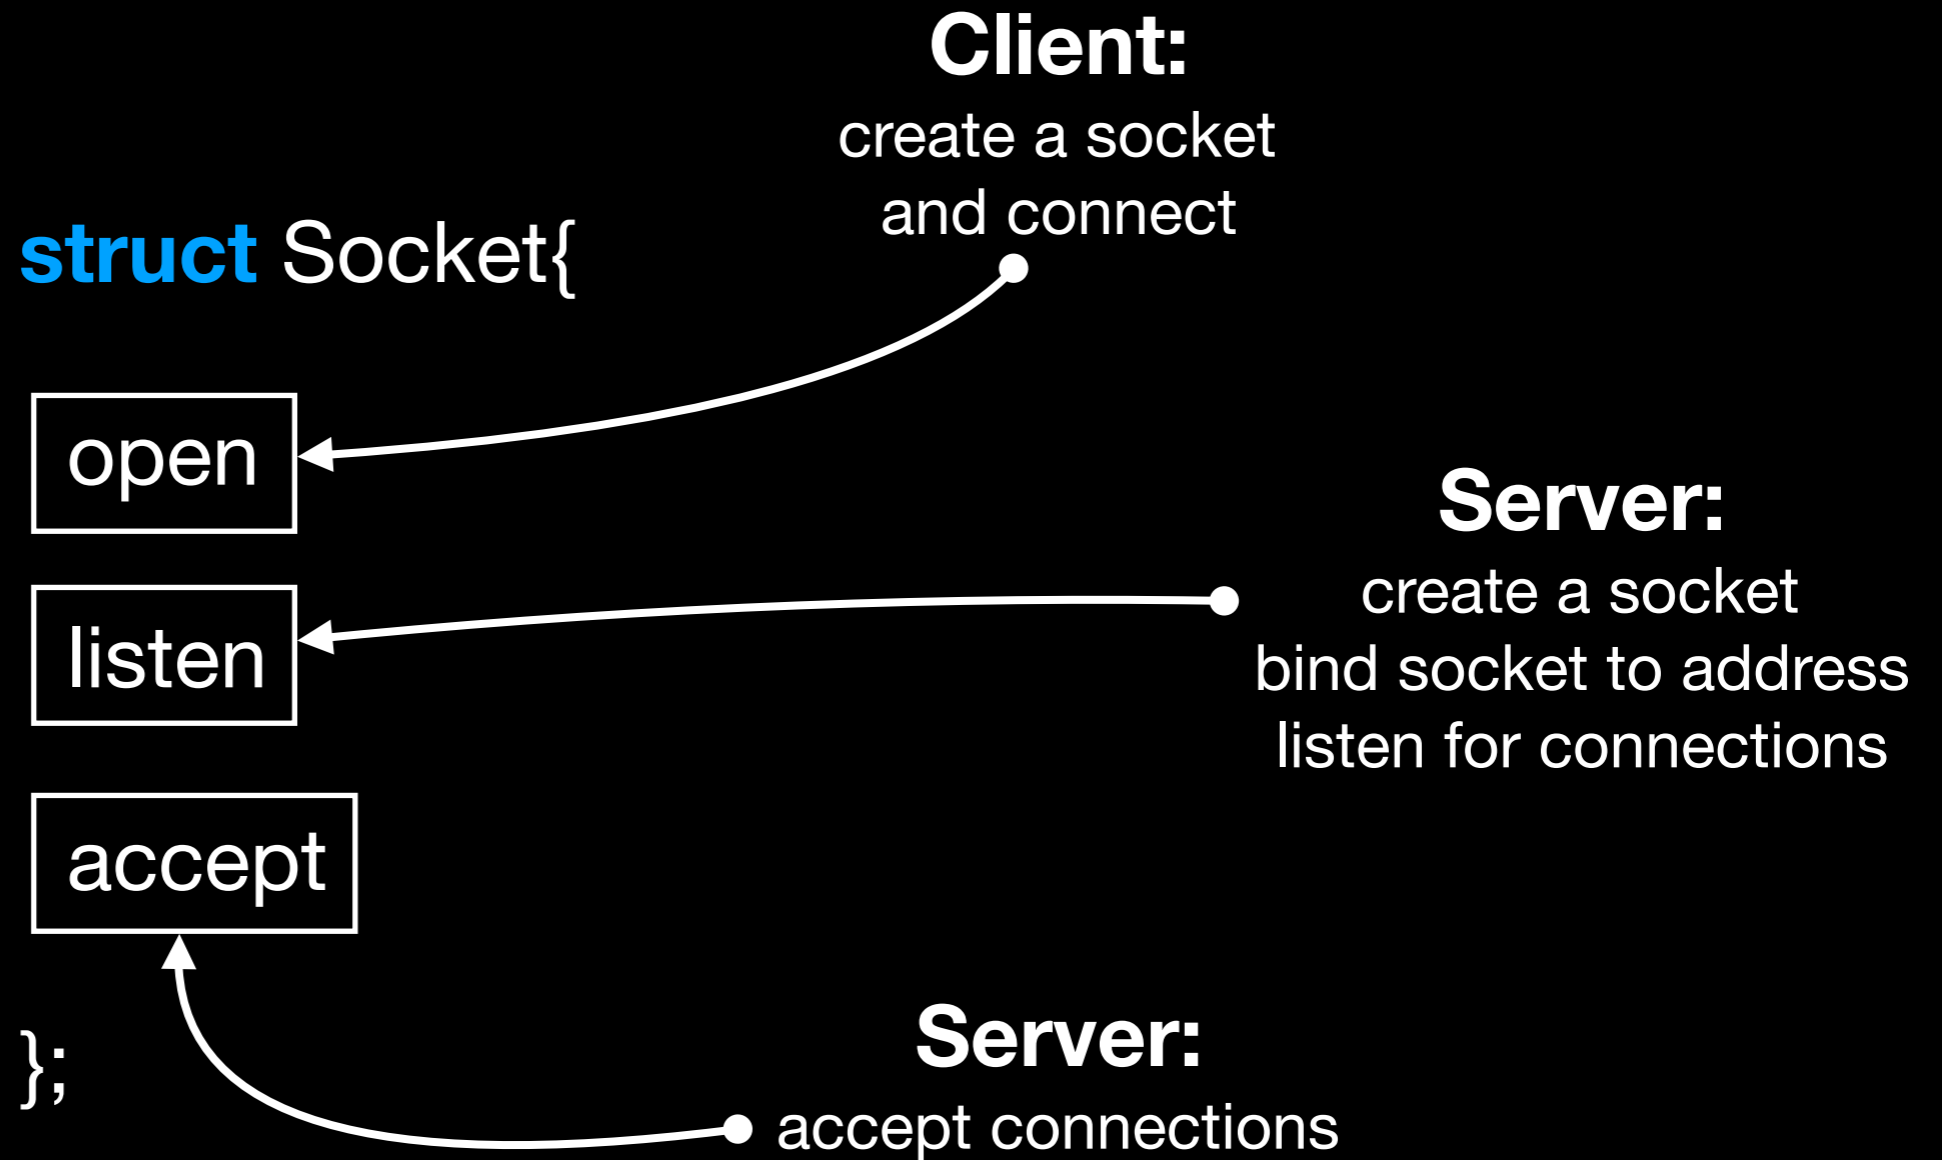 Client:
create a socket
and connect
struct Socket{
open
listen
Server:
create a socket
bind socket to address
listen for connections
accept
};
Server:
accept connections